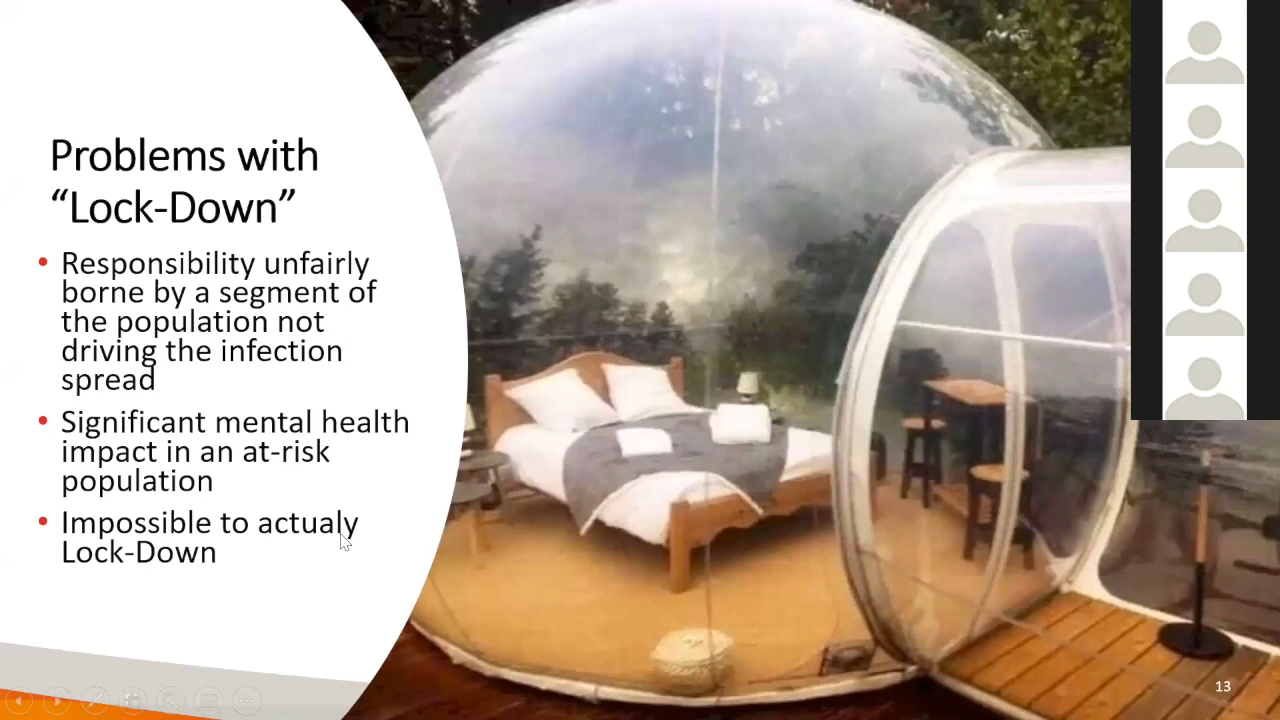 Problems with
“Lock-Down”
Responsibility unfairly
borne by a segment of
the population not
driving the infection
spread
Significant mental health
impact in an at-risk
population
Impossible to actualy
Lock-Down
13